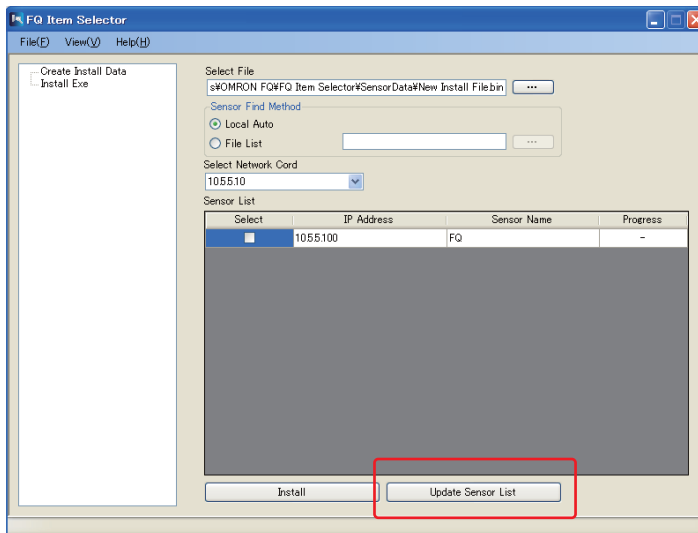 FQ Item Selector
File(F) View(V) Help(H)
Create Install Data
Install Exe
Select File
s¥OMRON FQ¥FQ Item Selector¥SensorData¥New Install File.bin ...
Sensor Find Method
Local Auto
File List ...
Select Network Cord
10.5.5.10
Sensor List
Select IP Address Sensor Name Progress
10.5.5.100 FQ -
Install Update Sensor List